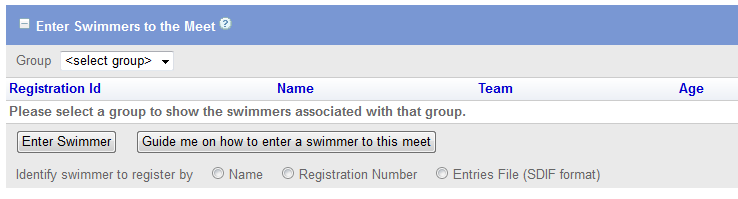 Enter Swimmers to the Meet ?
Group <select group>
Registration Id Name Team Age
Please select a group to show the swimmers associated with that group.
Enter Swimmer Guide me on how to enter a swimmer to this meet
Identify swimmer to register by Name Registration Number Entries File (SDIF format)